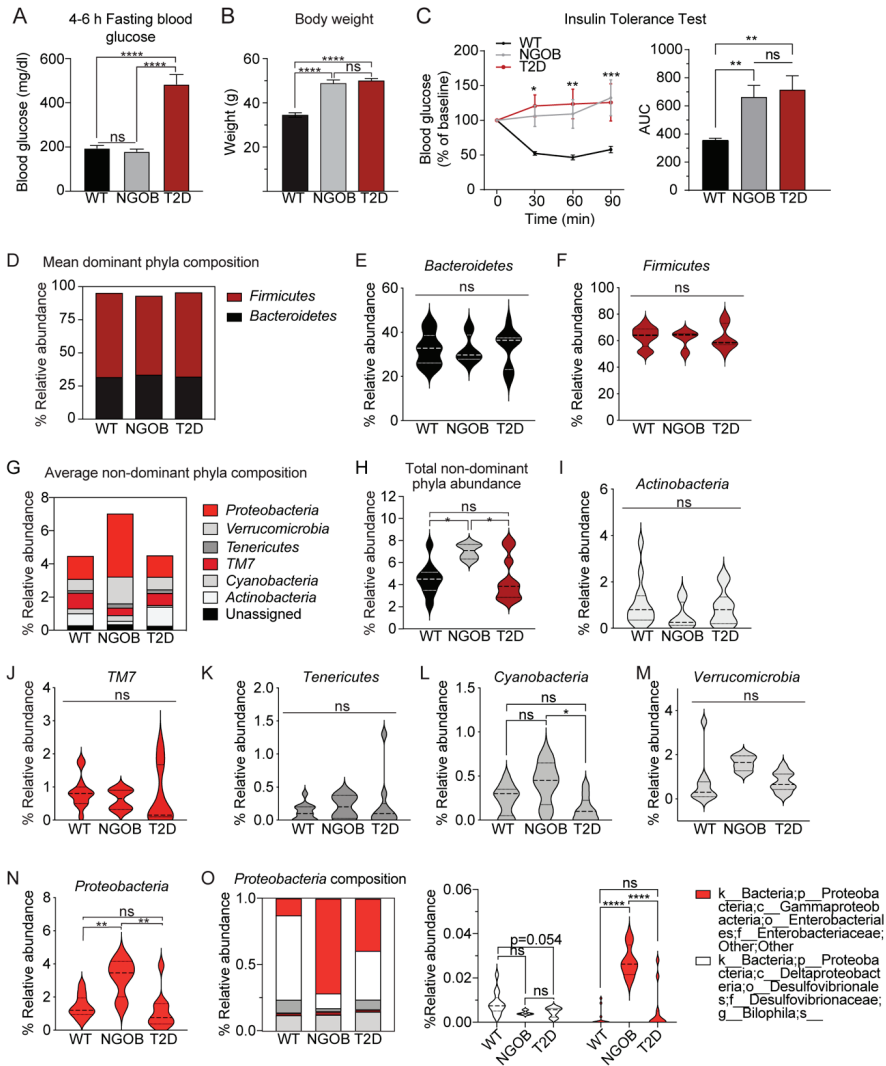 A
4-6 h Fasting blood
glucose
Blood glucose (mg/dl)
600
400
200
0
****
****
ns
WT NGOB T2D
B
Body weight
Weight (g)
60
40
20
0
****
****
ns
WT NGOB T2D
C
Insulin Tolerance Test
WT
NGOB
T2D
Blood glucose
(% of baseline)
200
150
100
50
0
*
**
***
0 30 60 90
Time (min)
AUC
1000
800
600
400
200
0
**
**
ns
WT NGOB T2D
D
Mean dominant phyla composition
% Relative abundance
100
75
50
25
0
WT NGOB T2D
Firmicutes
Bacteroidetes
E
Bacteroidetes
% Relative abundance
60
40
20
0
ns
WT NGOB T2D
F
Firmicutes
% Relative abundance
100
80
60
40
20
0
ns
WT NGOB T2D
G
Average non-dominant phyla composition
% Relative abundance
8
6
4
2
0
WT NGOB T2D
Proteobacteria
Verrucomicrobia
Tenericutes
TM7
Cyanobacteria
Actinobacteria
Unassigned
H
Total non-dominant
phyla abundance
% Relative abundance
12
10
8
6
4
2
0
ns
*
*
WT NGOB T2D
I
Actinobacteria
% Relative abundance
6
4
2
0
ns
WT NGOB T2D
J
TM7
% Relative abundance
4
3
2
1
0
ns
WT NGOB T2D
K
Tenericutes
% Relative abundance
2.0
1.5
1.0
0.5
0.0
ns
WT NGOB T2D
L
Cyanobacteria
% Relative abundance
1.5
1.0
0.5
0.0
ns
ns
*
WT NGOB T2D
M
Verrucomicrobia
% Relative abundance
4
2
0
ns
WT NGOB T2D
N
Proteobacteria
% Relative abundance
8
6
4
2
0
ns
**
**
WT NGOB T2D
O
Proteobacteria composition
% Relative abundance
1.0
0.5
0.0
WT NGOB T2D
%Relative abundance
0.06
0.04
0.02
0.01
0.000
p=0.054
ns
ns
ns
****
****
WT
NGOB
T2D
WT
NGOB
T2D
k__Bacteria;p__Proteoba
cteria;c__Gammaproteob
acteria;o__Enterobacterial
es;f__Enterobacteriaceae;
Other;Other
k__Bacteria;p__Proteoba
cteria;c__Deltaproteobact
eria;o__Desulfovibrionale
s;f__Desulfovibrionaceae;
g__Bilophila;s__